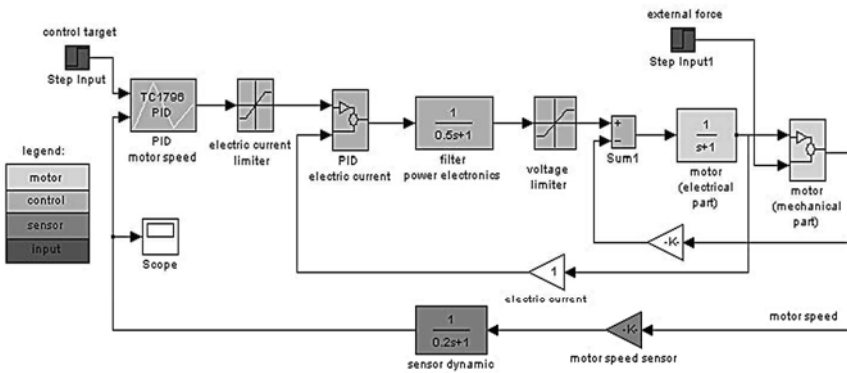 control target
Step Input
TC1796
PID
PID
motor speed
electric current
limiter
PID
electric current
1
0.5s+1
filter
power electronics
voltage
limiter
external force
Step Input1
+
-
Sum1
1
s+1
motor
(electrical
part)
motor
(mechanical
part)
legend:
motor
control
sensor
input
Scope
-K-
1
electric current
1
0.2s+1
sensor dynamic
-K-
motor speed sensor
motor speed